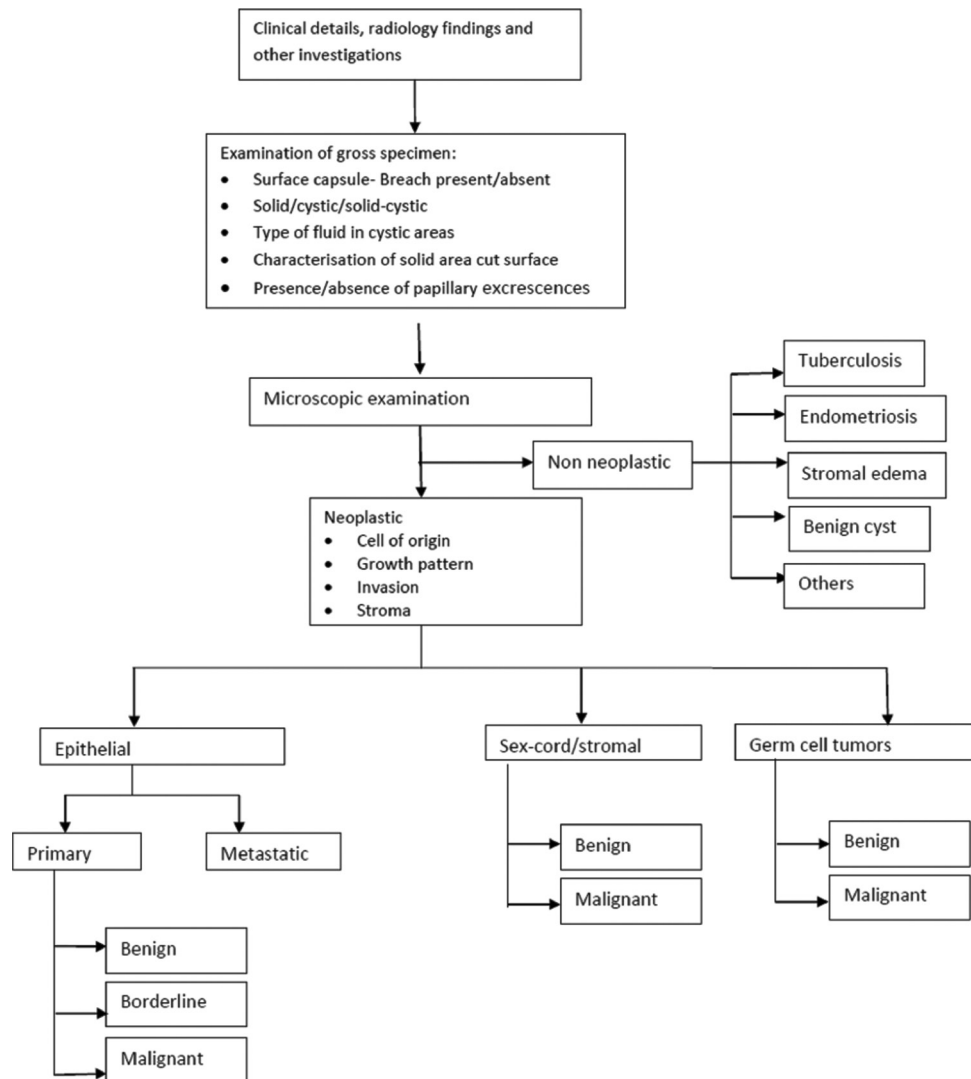 Clinical details, radiology findings and
other investigations
Examination of gross specimen:
• Surface capsule- Breach present/absent
• Solid/cystic/solid-cystic
• Type of fluid in cystic areas
• Characterisation of solid area cut surface
• Presence/absence of papillary excrescences
Microscopic examination
Non neoplastic
Tuberculosis
Endometriosis
Stromal edema
Benign cyst
Others
Neoplastic
• Cell of origin
• Growth pattern
• Invasion
• Stroma
Epithelial
Primary
Metastatic
Benign
Borderline
Malignant
Sex-cord/stromal
Benign
Malignant
Germ cell tumors
Benign
Malignant